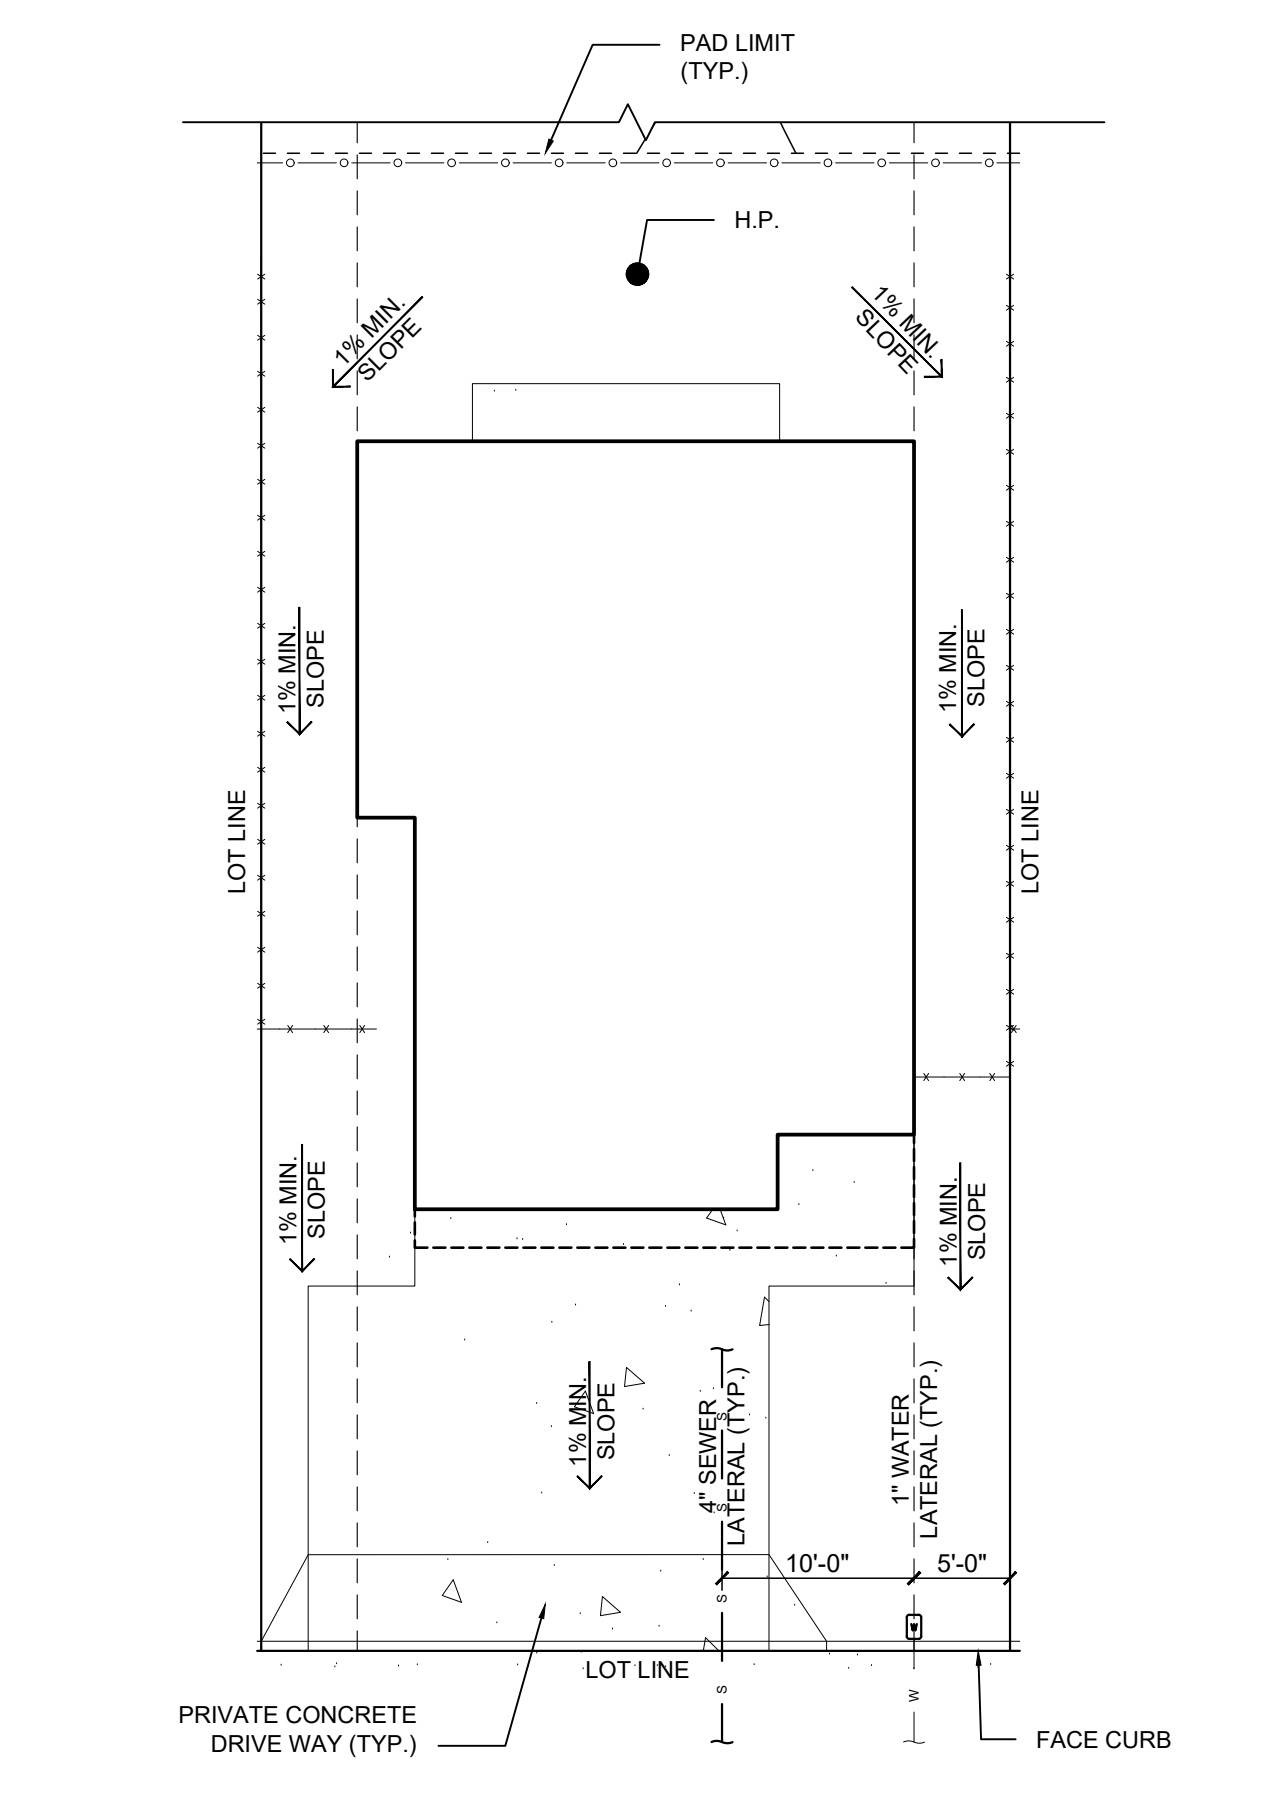 PAD LIMIT
(TYP.)
H.P.
1% MIN.
SLOPE
1% MIN.
SLOPE
1% MIN.
SLOPE
1% MIN.
SLOPE
LOT LINE
LOT LINE
1% MIN.
SLOPE
1% MIN.
SLOPE
1% MIN.
SLOPE
4" SEWER
LATERAL (TYP.)
1" WATER
LATERAL (TYP.)
S
S
10'-0"
5'-0"
S
W
LOT LINE
S
W
PRIVATE CONCRETE
DRIVE WAY (TYP.)
FACE CURB